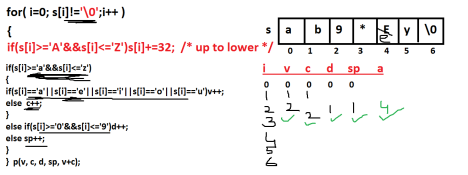 for( int i=0; s[i]!='\0';i++ )
{
if(s[i]>='A'&&s[i]<='Z')s[i]+=32; /* up to lower */
if(s[i]>='a'&&s[i]<='z')
{
if(s[i]=='a'||s[i]=='e'||s[i]=='i'||s[i]=='o'||s[i]=='u')v++;
else c++;
}
else if(s[i]>='0'&&s[i]<='9')d++;
else sp++;
} p(v, c, d, sp, v+c);
s a b 9 * E y \0
0 1 2 3 4 5 6
i v c d sp a
0 0 0 0 0
1 1 1
2 2 1 1 4
3 2
4
5
6